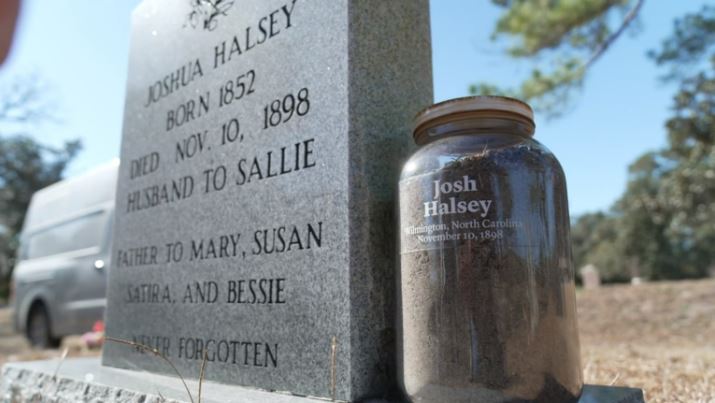 JOSHUA HALSEY
BORN 1852
DIED NOV. 10, 1898
HUSBAND TO SALLIE
FATHER TO MARY, SUSAN
SATIRA, AND BESSIE
NEVER FORGOTTEN
Josh
Halsey
Wilmington, North Carolina
November 10, 1898